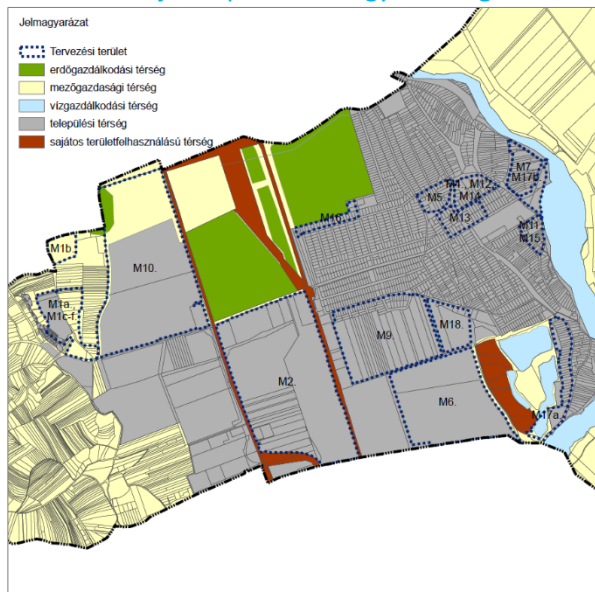 Jelmagyarázat
Tervezési terület
erdőgazdálkodási térség
mezőgazdasági térség
vízgazdálkodási térség
települési térség
sajátos területfelhasználású térség
M7.
M17b
M12.
M5.
M14
M16.
M13
M11.
M15.
M1b
M10.
M1a
M1c-f
M9.
M18.
M2.
M6.
M17a